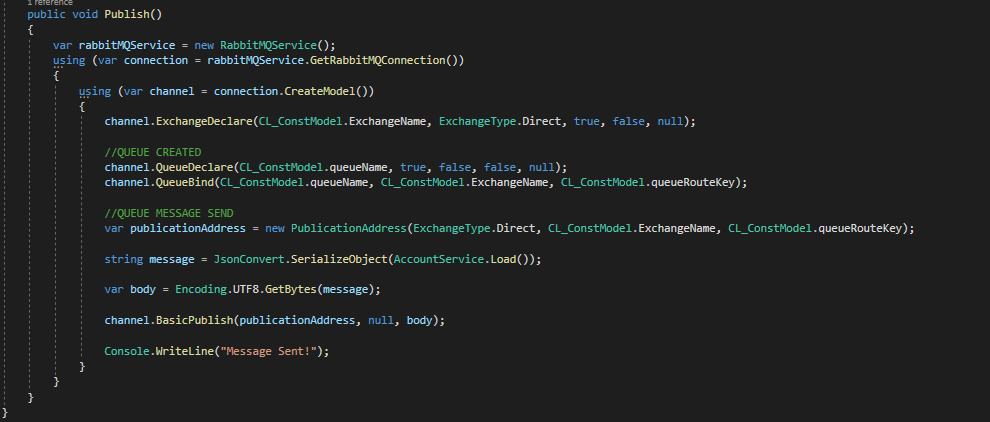 1 reference
public void Publish()
{
var rabbitMQService = new RabbitMQService();
using (var connection = rabbitMQService.GetRabbitMQConnection())
{
using (var channel = connection.CreateModel())
{
channel.ExchangeDeclare(CL_ConstModel.ExchangeName, ExchangeType.Direct, true, false, null);
//QUEUE CREATED
channel.QueueDeclare(CL_ConstModel.queueName, true, false, false, null);
channel.QueueBind(CL_ConstModel.queueName, CL_ConstModel.ExchangeName, CL_ConstModel.queueRouteKey);
//QUEUE MESSAGE SEND
var publicationAddress = new PublicationAddress(ExchangeType.Direct, CL_ConstModel.ExchangeName, CL_ConstModel.queueRouteKey);
string message = JsonConvert.SerializeObject(AccountService.Load());
var body = Encoding.UTF8.GetBytes(message);
channel.BasicPublish(publicationAddress, null, body);
Console.WriteLine("Message Sent!");
}
}
}
}